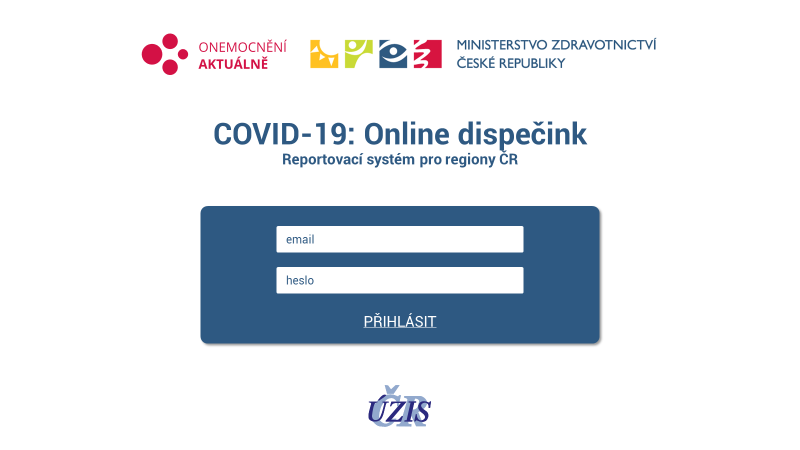 ONEMOCNĚNÍ
AKTUÁLNĚ
MINISTERSTVO ZDRAVOTNICTVÍ
ČESKÉ REPUBLIKY
COVID-19: Online dispečink
Reportovací systém pro regiony ČR
email
heslo
PŘIHLÁSIT
ÚZIS
ČR